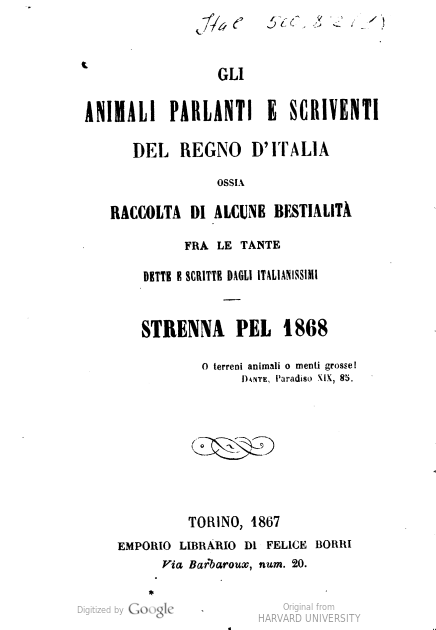 Ital 560.8.2(1)
GLI
ANIMALI PARLANTI E SCRIVENTI
DEL REGNO D'ITALIA
OSSIA
RACCOLTA DI ALCUNE BESTIALITÀ
FRA LE TANTE
DETTE E SCRITTE DAGLI ITALIANISSIMI
STRENNA PEL 1868
O terreni animali o menti grosse!
DANTE, Paradiso XIX, 85.
TORINO, 1867
EMPORIO LIBRARIO DI FELICE BORRI
Via Barbaroux, num. 20.
Digitized by Google
Original from
HARVARD UNIVERSITY